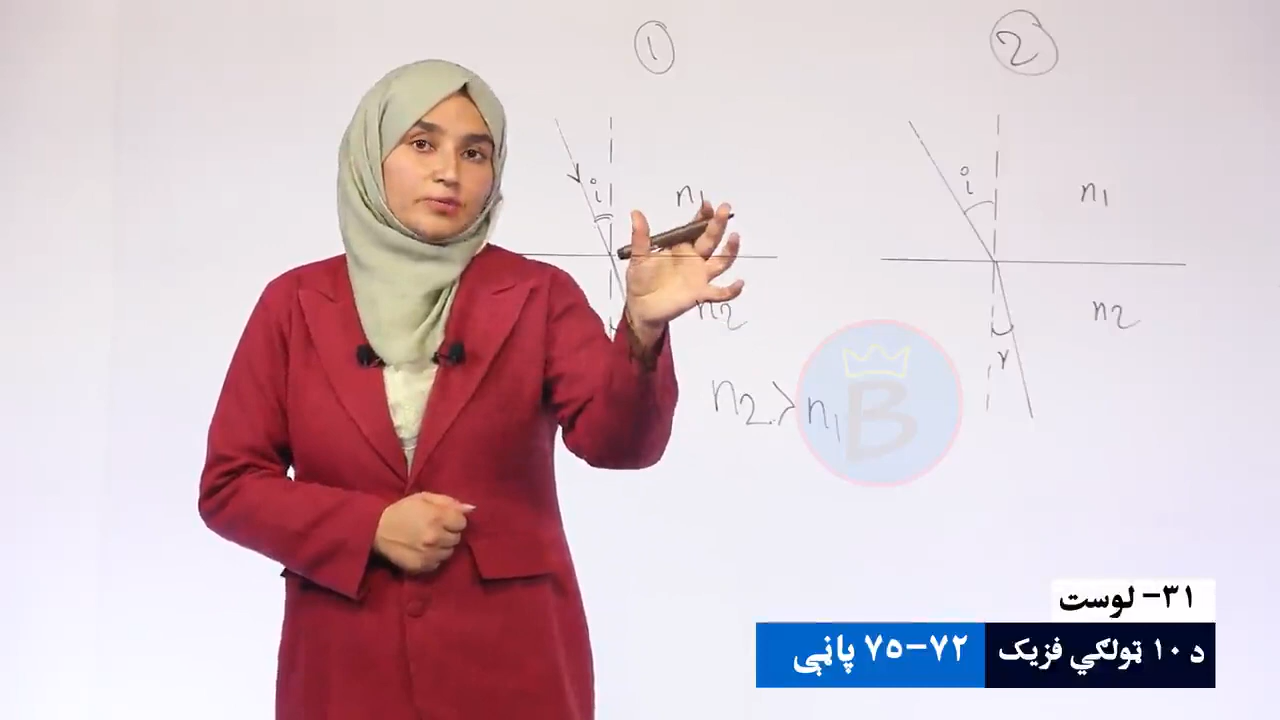 1
2
i
n1
n2
i
n1
n2
r
n2 > n1
B
۳۱- لوست
د ۱۰ ټولګي فزیک
۷۲-۷۵ پاڼې